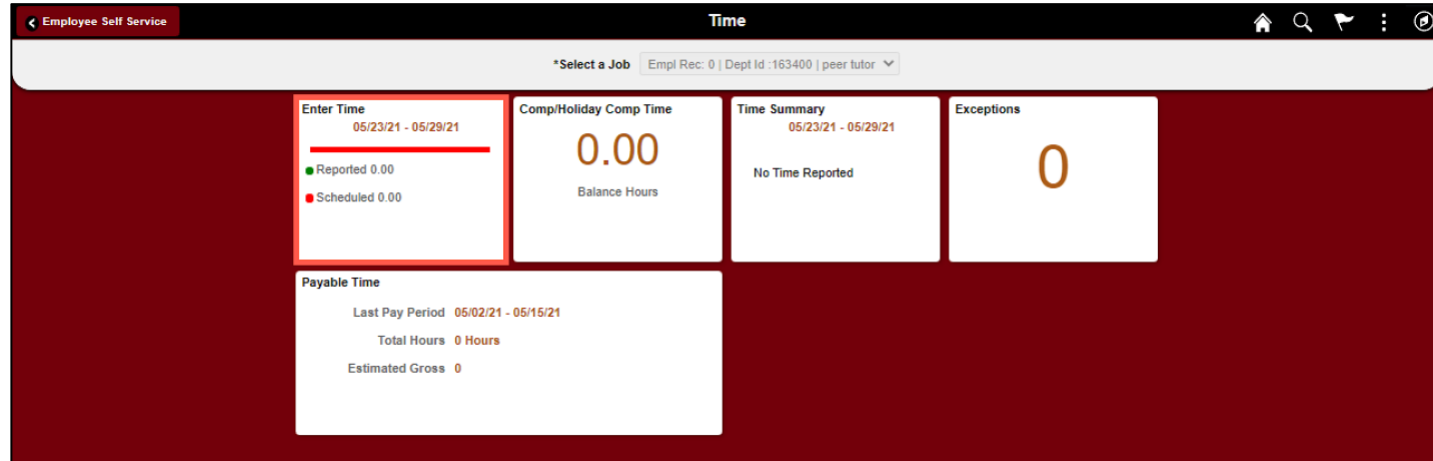 Employee Self Service
Time
*Select a Job Empl Rec: 0 | Dept Id :163400 | peer tutor
Enter Time
05/23/21 - 05/29/21
Reported 0.00
Scheduled 0.00
Comp/Holiday Comp Time
0.00
Balance Hours
Time Summary
05/23/21 - 05/29/21
No Time Reported
Exceptions
0
Payable Time
Last Pay Period 05/02/21 - 05/15/21
Total Hours 0 Hours
Estimated Gross 0